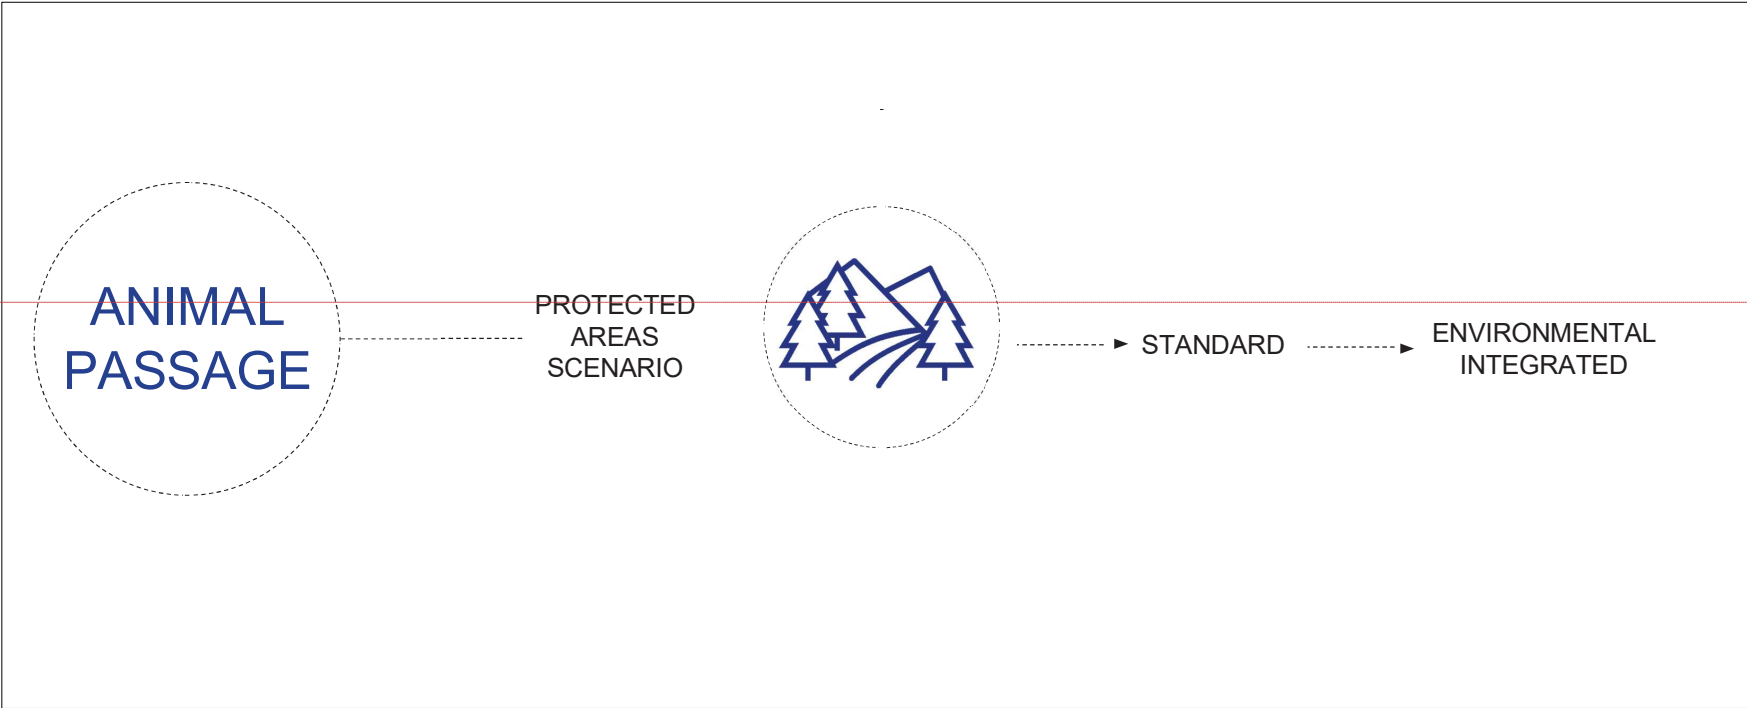 ANIMAL
PASSAGE
PROTECTED
AREAS
SCENARIO
STANDARD
ENVIRONMENTAL
INTEGRATED